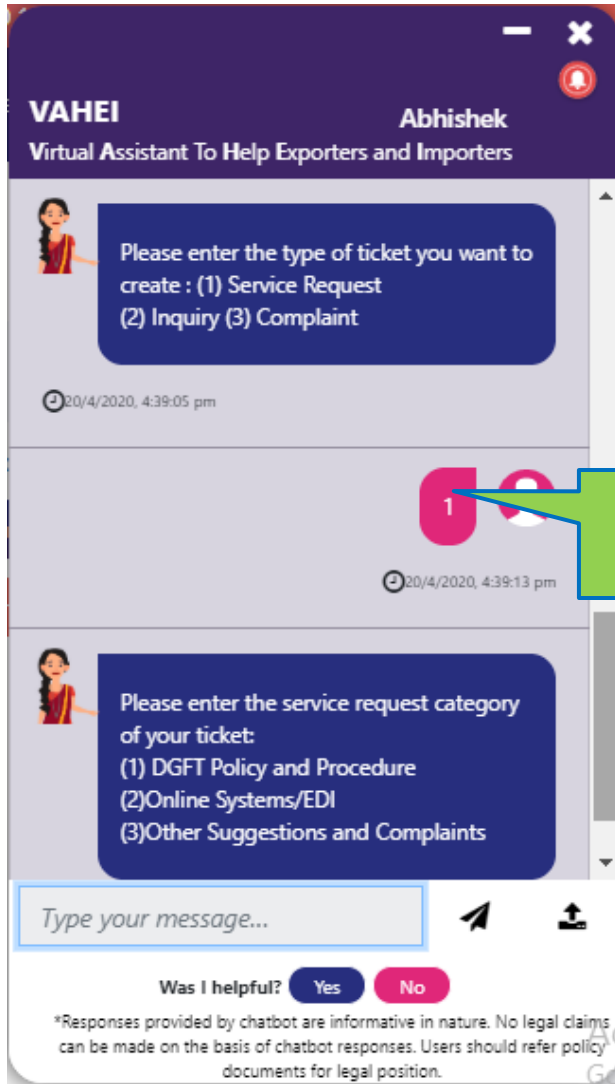 VAHEI
Abhishek
Virtual Assistant To Help Exporters and Importers
Please enter the type of ticket you want to
create : (1) Service Request
(2) Inquiry (3) Complaint
20/4/2020, 4:39:05 pm
1
20/4/2020, 4:39:13 pm
Please enter the service request category
of your ticket:
(1) DGFT Policy and Procedure
(2)Online Systems/EDI
(3)Other Suggestions and Complaints
Type your message...
Was I helpful? Yes No
*Responses provided by chatbot are informative in nature. No legal claims
can be made on the basis of chatbot responses. Users should refer policy
documents for legal position.